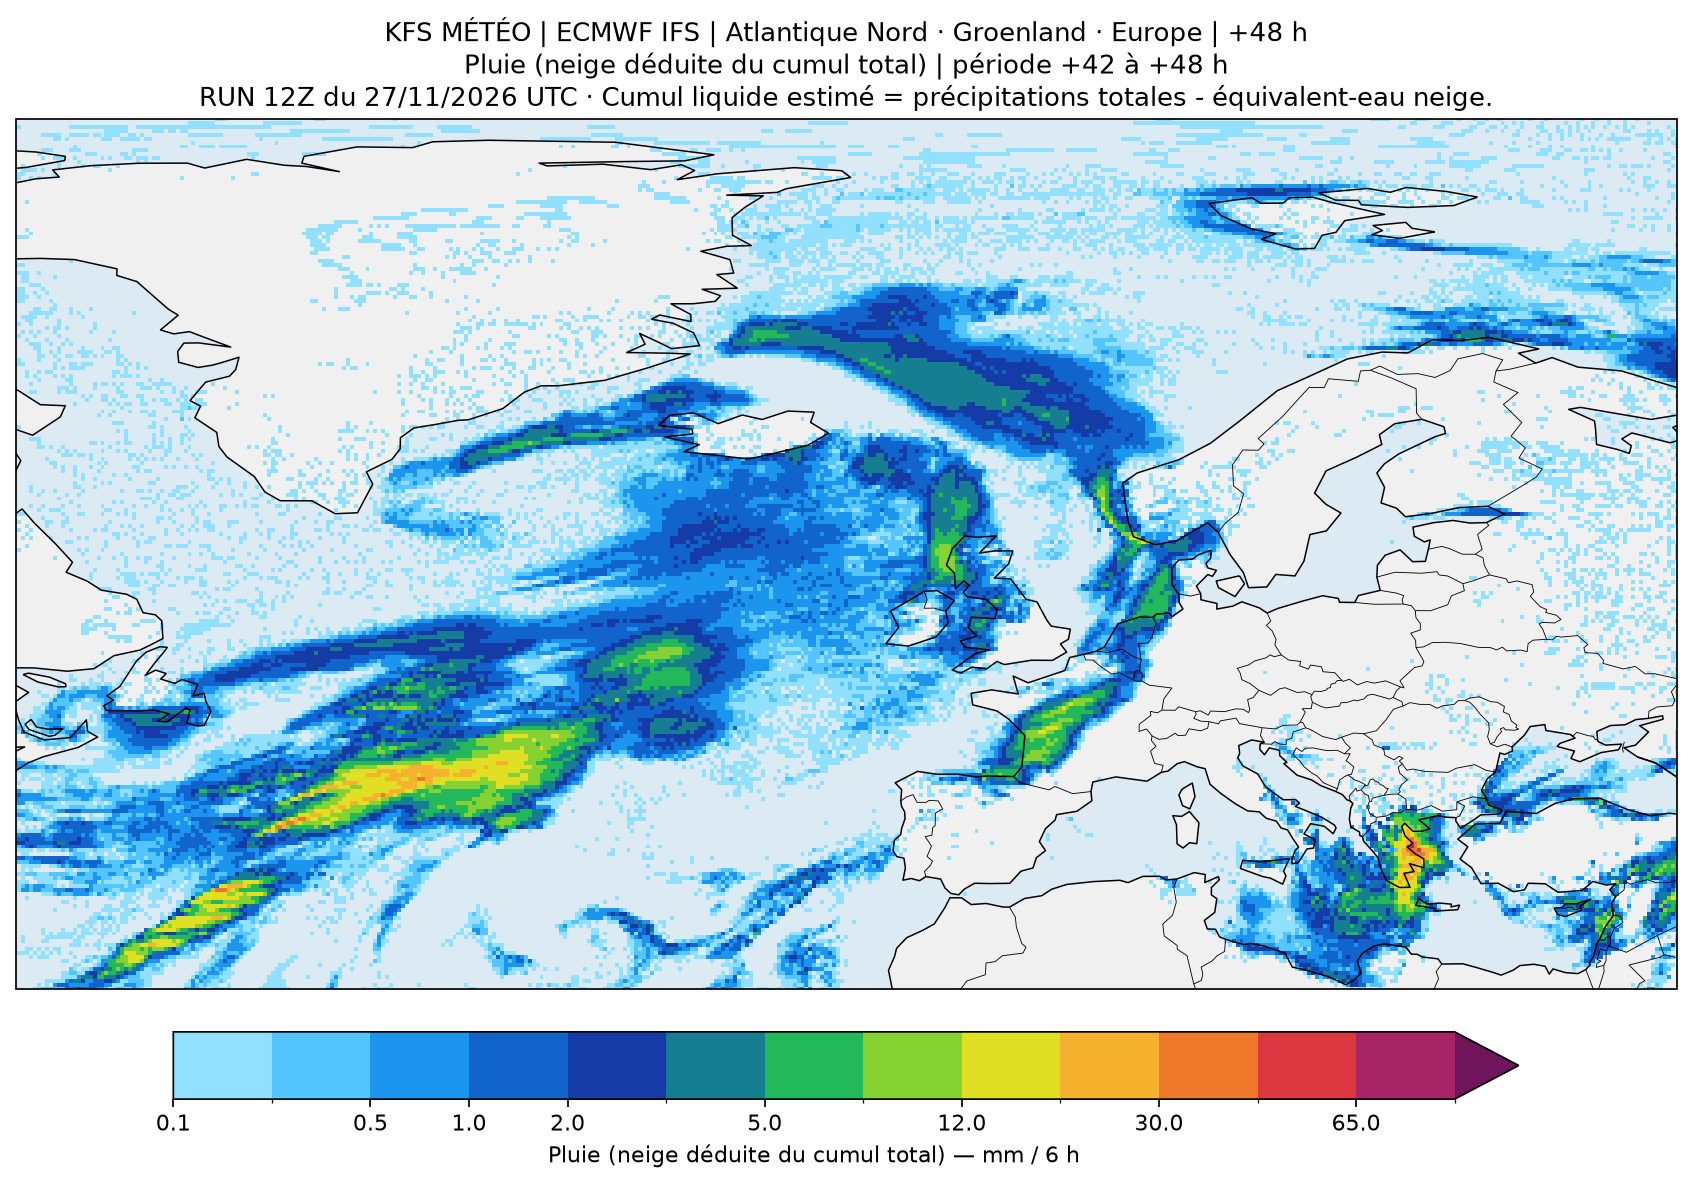 KFS MÉTÉO | ECMWF IFS | Atlantique Nord · Groenland · Europe | +48 h
Pluie (neige déduite du cumul total) | période +42 à +48 h
RUN 12Z du 27/11/2026 UTC · Cumul liquide estimé = précipitations totales - équivalent-eau neige.
0.1 0.5 1.0 2.0 5.0 12.0 30.0 65.0
Pluie (neige déduite du cumul total) — mm / 6 h